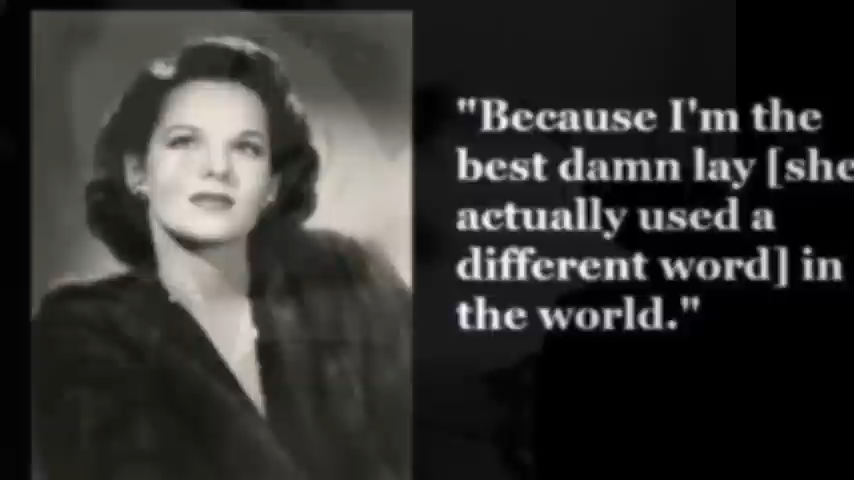 "Because I'm the
best damn lay [she
actually used a
different word] in
the world."